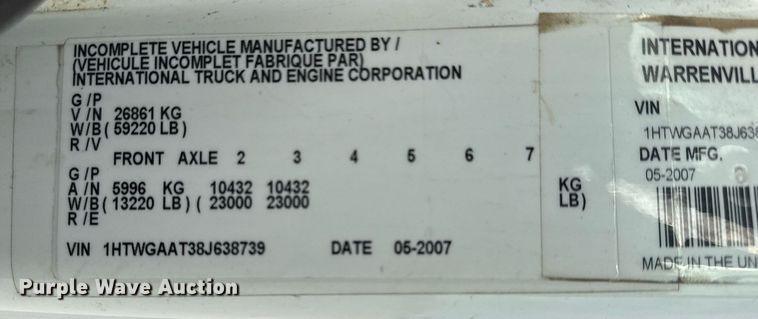 INCOMPLETE VEHICLE MANUFACTURED BY /
(VEHICULE INCOMPLET FABRIQUE PAR)
INTERNATIONAL TRUCK AND ENGINE CORPORATION
G / P
V / N 26861 KG
W/B ( 59220 LB )
R / V
FRONT AXLE 2 3 4 5 6 7
G / P
A / N 5996 KG 10432 10432 KG
W/B ( 13220 LB ) ( 23000 23000 LB)
R / E
VIN 1HTWGAAT38J638739 DATE 05-2007
INTERNATION
WARRENVILL
VIN
1HTWGAAT38J638
DATE MFG.
05-2007
MADE IN THE UN
Purple Wave Auction